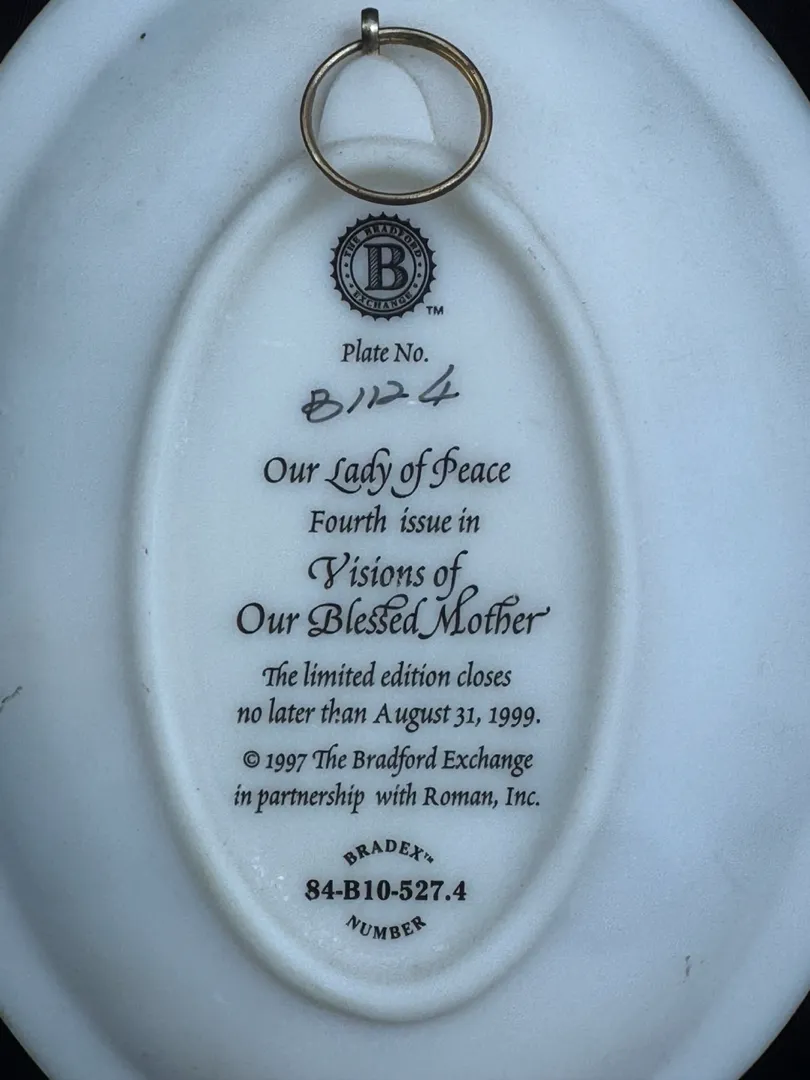 THE BRADFORD
B
EXCHANGE
TM
Plate No.
B1124
Our Lady of Peace
Fourth issue in
Visions of
Our Blessed Mother
The limited edition closes
no later than August 31, 1999.
© 1997 The Bradford Exchange
in partnership with Roman, Inc.
BRADEX™
84-B10-527.4
NUMBER